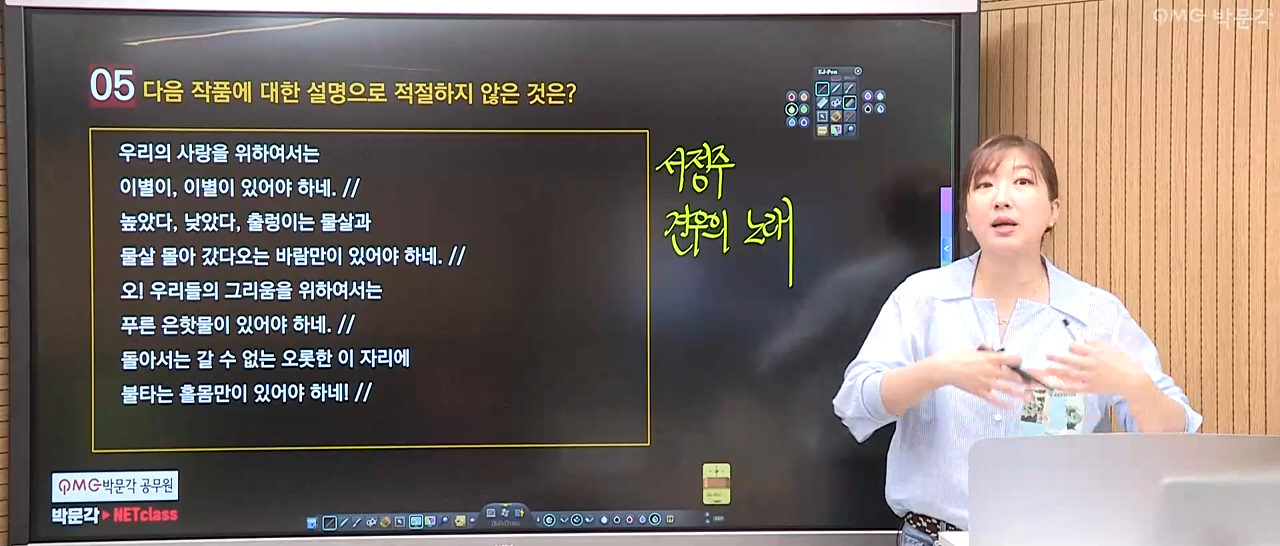 QMG 박문각
05 다음 작품에 대한 설명으로 적절하지 않은 것은?
EJ-Pen
우리의 사랑을 위하여서는
이별이, 이별이 있어야 하네. //
높았다, 낮았다, 출렁이는 물살과
물살 몰아 갔다오는 바람만이 있어야 하네. //
오! 우리들의 그리움을 위하여서는
푸른 은핫물이 있어야 하네. //
돌아서는 갈 수 없는 오롯한 이 자리에
불타는 홀몸만이 있어야 하네! //
서정주
견우의 노래
QMG박문각 공무원
박문각 NETclass